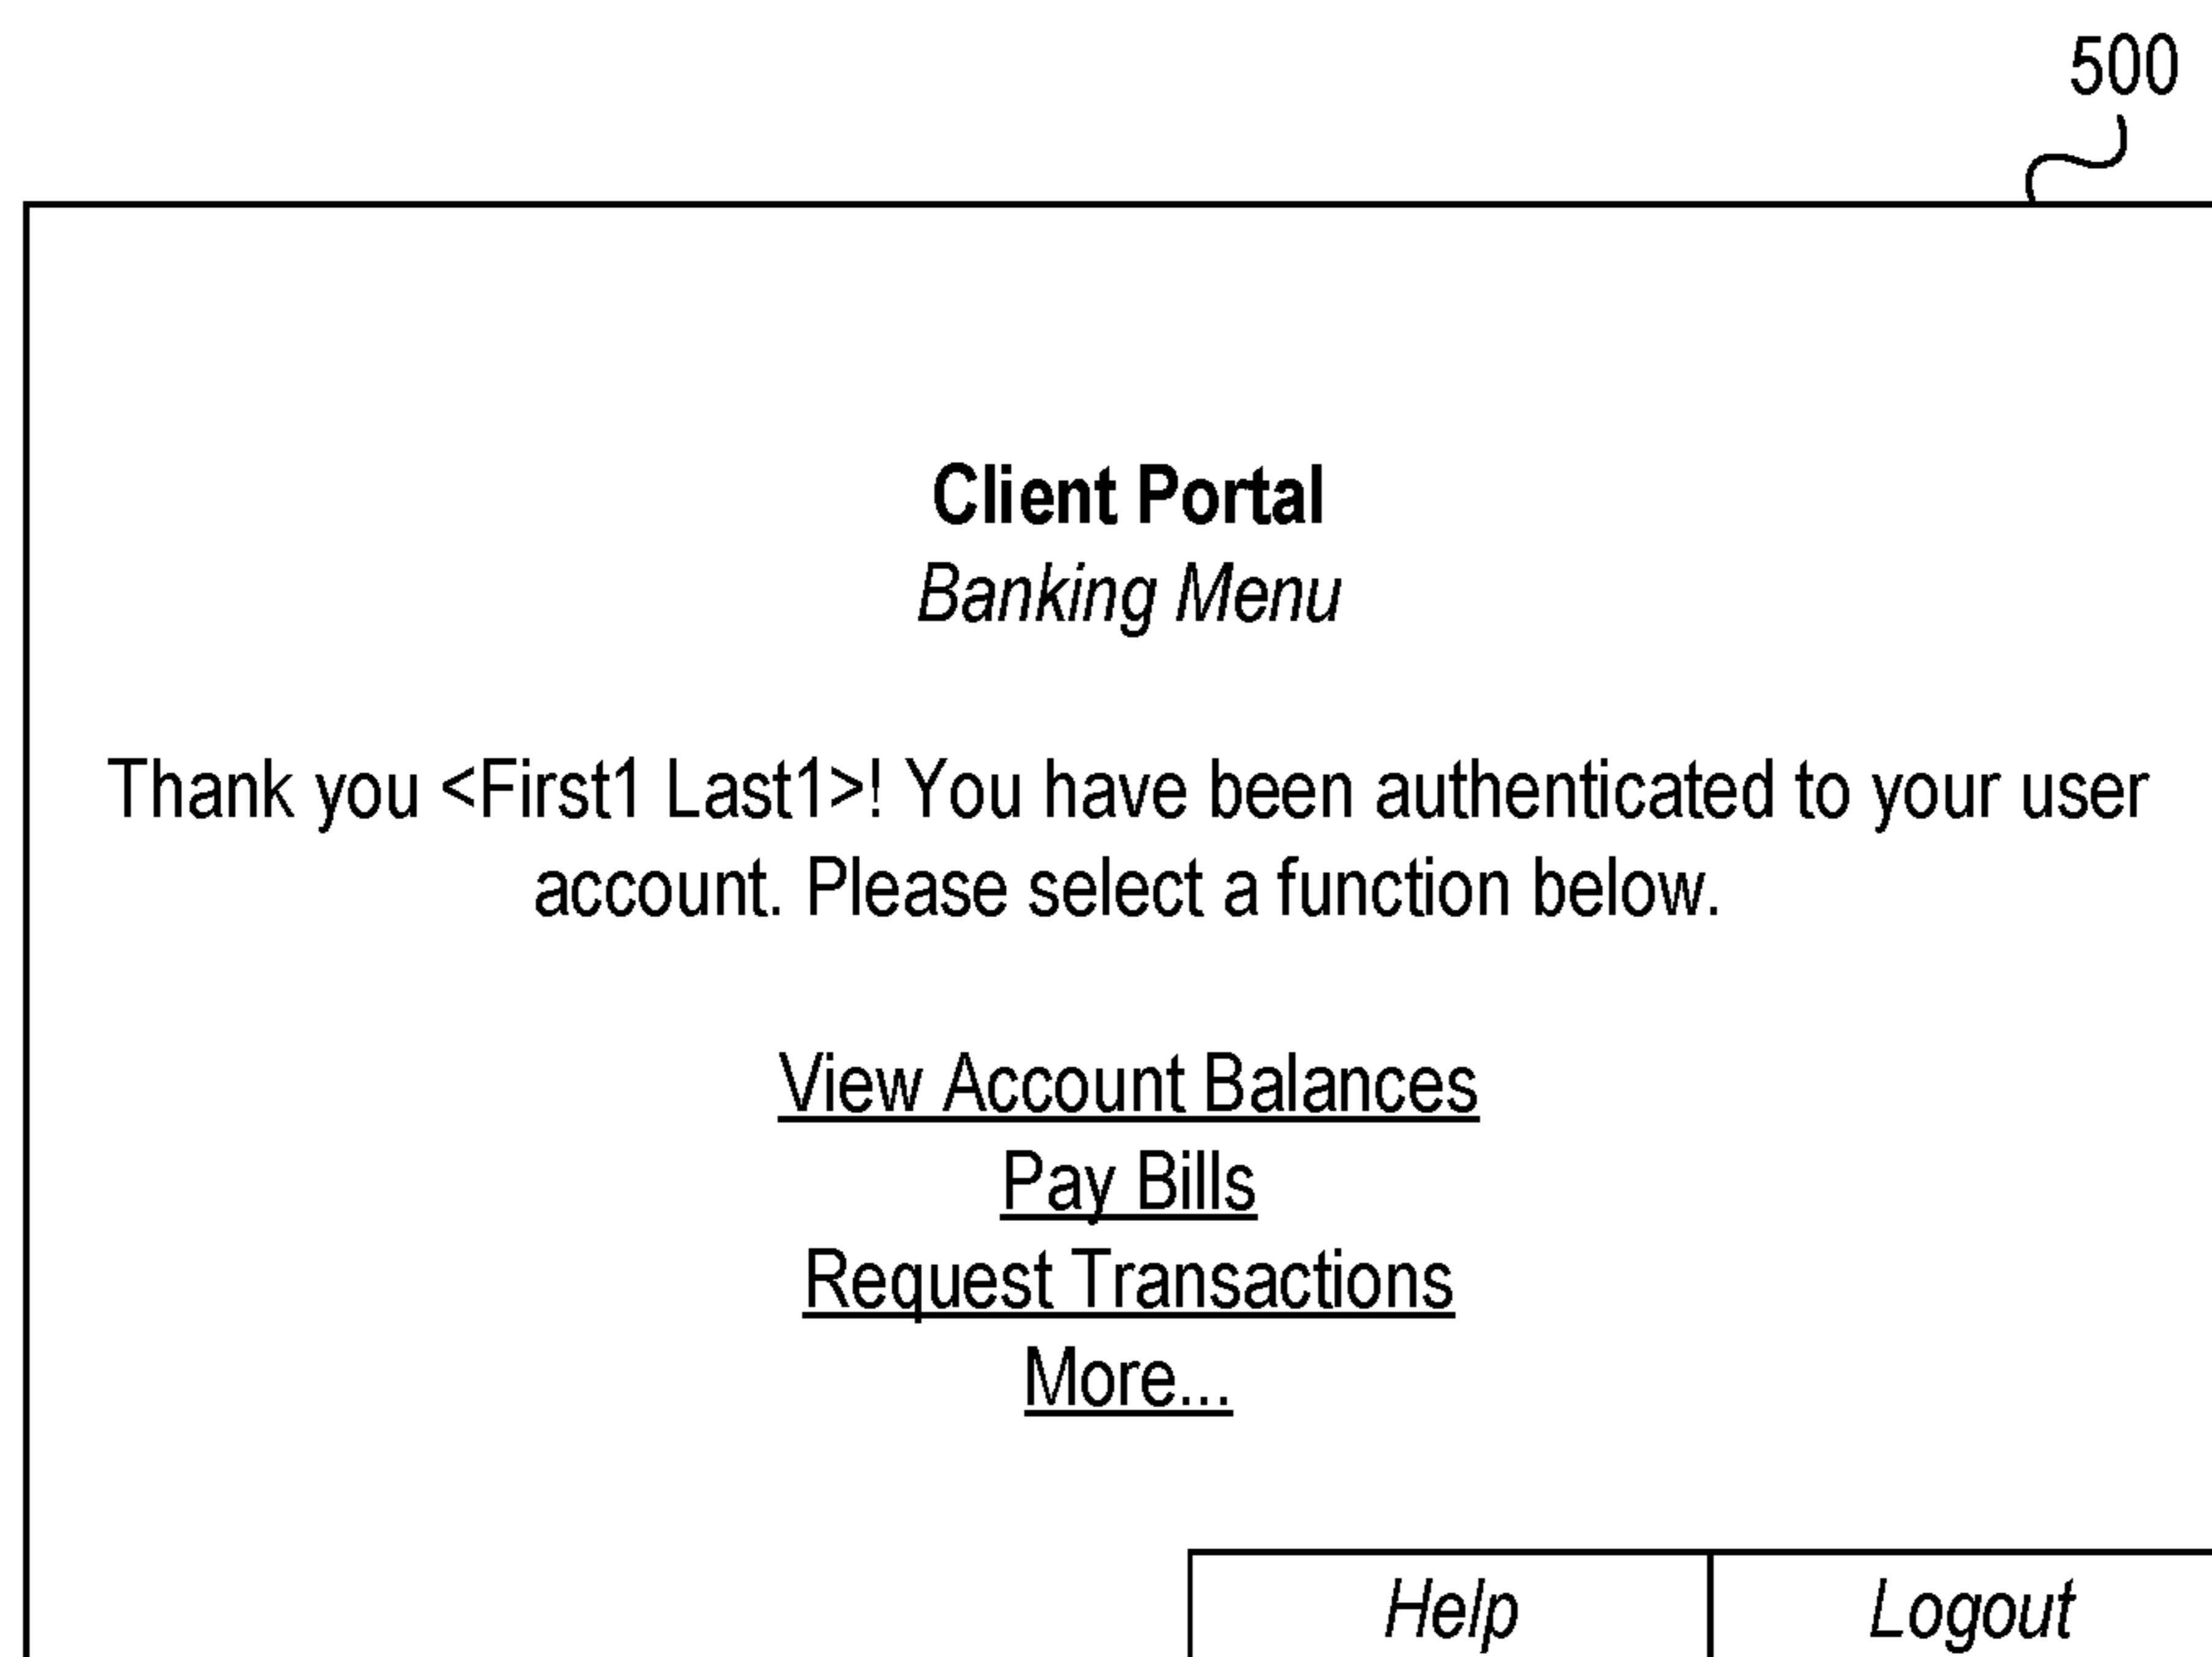 500
Client Portal
Banking Menu
Thank you <First1 Last1>! You have been authenticated to your user
account. Please select a function below.
View Account Balances
Pay Bills
Request Transactions
More...
Help
Logout